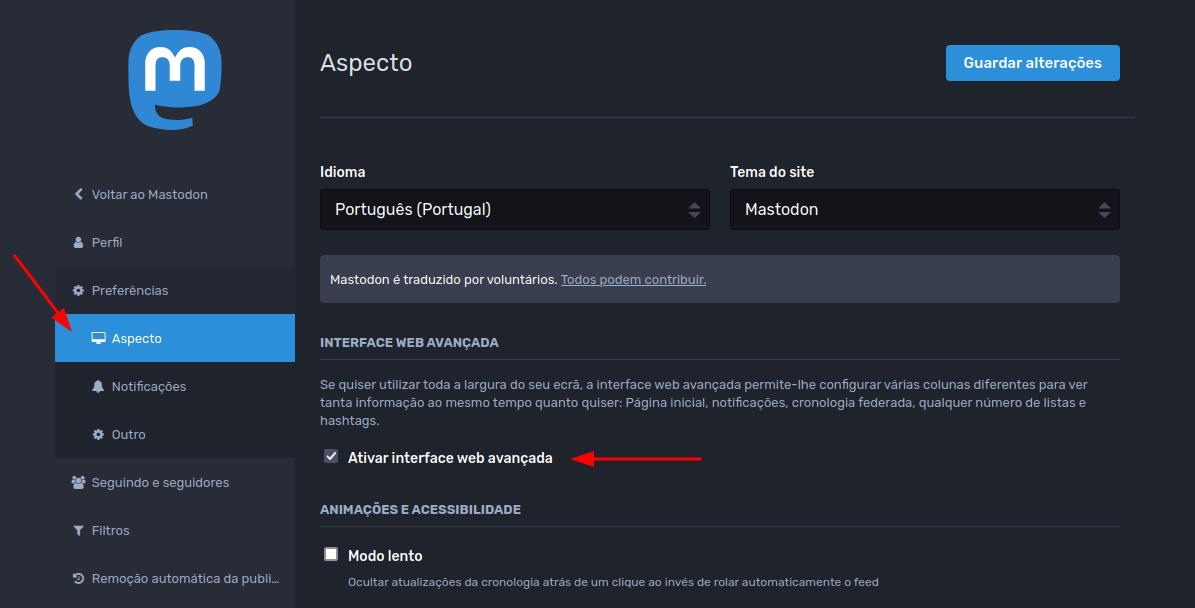 Voltar ao Mastodon
Perfil
Preferências
Aspecto
Notificações
Outro
Seguindo e seguidores
Filtros
Remoção automática da publi...
Aspecto
Guardar alterações
Idioma
Tema do site
Português (Portugal)
Mastodon
Mastodon é traduzido por voluntários. Todos podem contribuir.
INTERFACE WEB AVANÇADA
Se quiser utilizar toda a largura do seu ecrã, a interface web avançada permite-lhe configurar várias colunas diferentes para ver
tanta informação ao mesmo tempo quanto quiser: Página inicial, notificações, cronologia federada, qualquer número de listas e
hashtags.
Ativar interface web avançada
ANIMAÇÕES E ACESSIBILIDADE
Modo lento
Ocultar atualizações da cronologia atrás de um clique ao invés de rolar automaticamente o feed